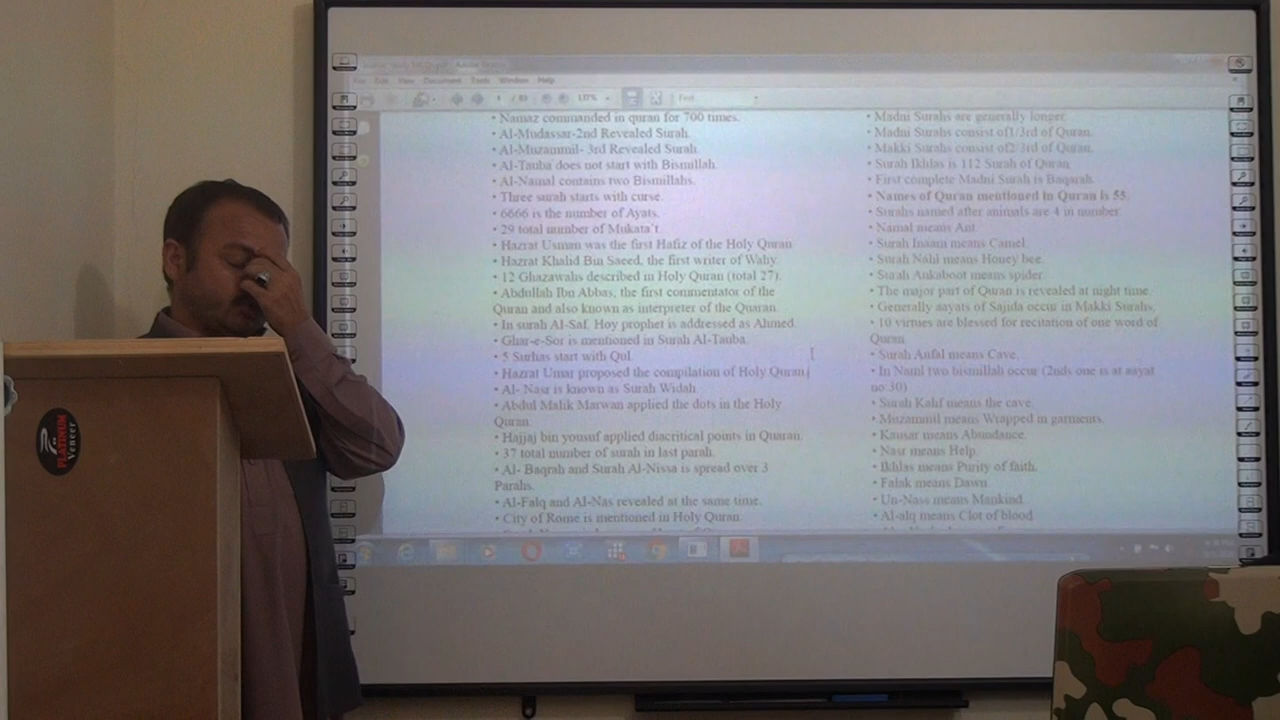 View Document Tools Window Help
137% Find
• Namaz commanded in quran for 700 times.
• Al-Mudassar-2nd Revealed Surah.
• Al-Muzammil- 3rd Revealed Surah.
• Al-Tauba does not start with Bismillah.
• Al-Namal contains two Bismillahs.
• Three surah starts with curse.
• 6666 is the number of Ayats.
• 29 total number of Mukata't.
• Hazrat Usman was the first Hafiz of the Holy Quran
• Hazrat Khalid Bin Saeed, the first writer of Wahy.
• 12 Ghazawahs described in Holy Quran (total 27).
• Abdullah Ibn Abbas, the first commentator of the
Quran and also known as interpreter of the Quaran.
• In surah Al-Saf, Hoy prophet is addressed as Ahmed.
• Ghar-e-Sor is mentioned in Surah Al-Tauba.
• 5 Surhas start with Qul.
• Hazrat Umar proposed the compilation of Holy Quran.
• Al- Nasr is known as Surah Widah.
• Abdul Malik Marwan applied the dots in the Holy
Quran.
• Hajjaj bin yousuf applied diacritical points in Quaran.
• 37 total number of surah in last parah.
• Al- Baqrah and Surah Al-Nissa is spread over 3
Parahs.
• Al-Falq and Al-Nas revealed at the same time.
• City of Rome is mentioned in Holy Quran.
• Madni Surahs are generally longer.
• Madni Surahs consist of1/3rd of Quran.
• Makki Surahs consist of2/3rd of Quran.
• Surah Ikhlas is 112 Surah of Quran.
• First complete Madni Surah is Baqarah.
• Names of Quran mentioned in Quran is 55.
• Surahs named after animals are 4 in number.
• Namal means Ant.
• Surah Inaam means Camel.
• Surah Nahl means Honey bee.
• Surah Ankaboot means spider.
• The major part of Quran is revealed at night time.
• Generally aayats of Sajida occur in Makki Surahs.
• 10 virtues are blessed for recitation of one word of
Quran.
• Surah Anfal means Cave.
• In Naml two bismillah occur (2nds one is at aayat
no:30)
• Surah Kahf means the cave.
• Muzammil means Wrapped in garments.
• Kausar means Abundance.
• Nasr means Help.
• Ikhlas means Purity of faith.
• Falak means Dawn.
• Un-Nass means Mankind.
• Al-alq means Clot of blood
PLATINUM
Veneer